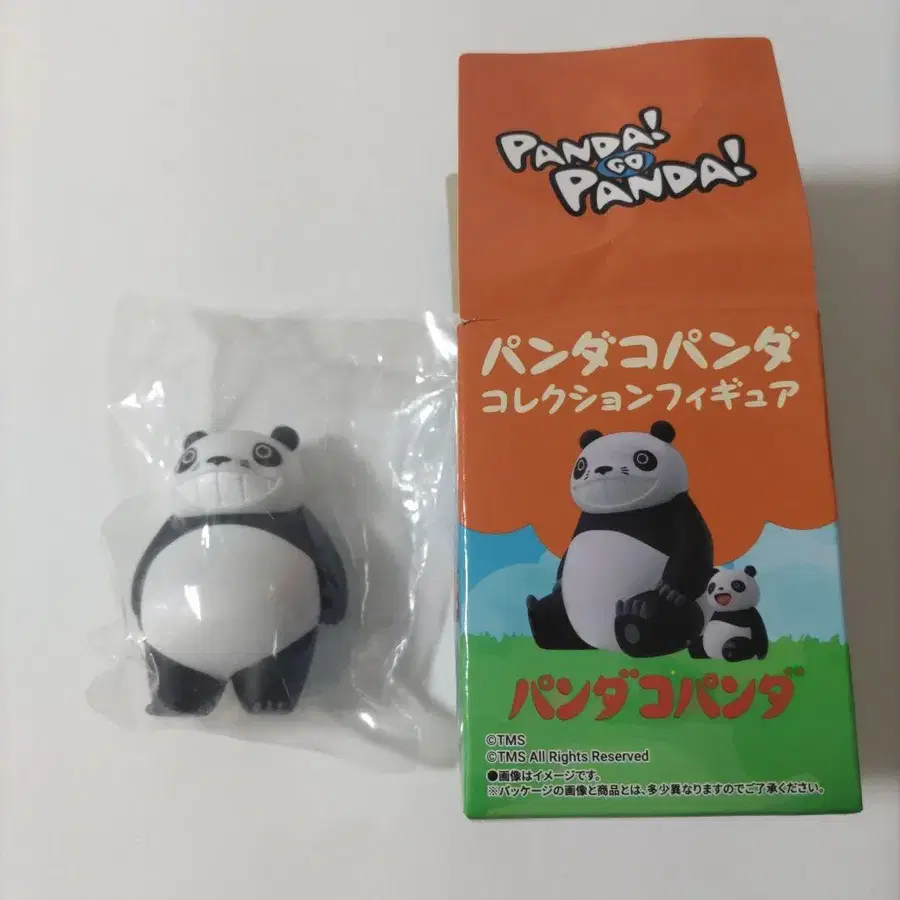 PANDA!
GO
PANDA!
パンダコパンダ
コレクションフィギュア
パンダコパンダ
©TMS
©TMS All Rights Reserved
●画像はイメージです。
※パッケージの画像と商品とは、多少異なりますのでご了承ください。